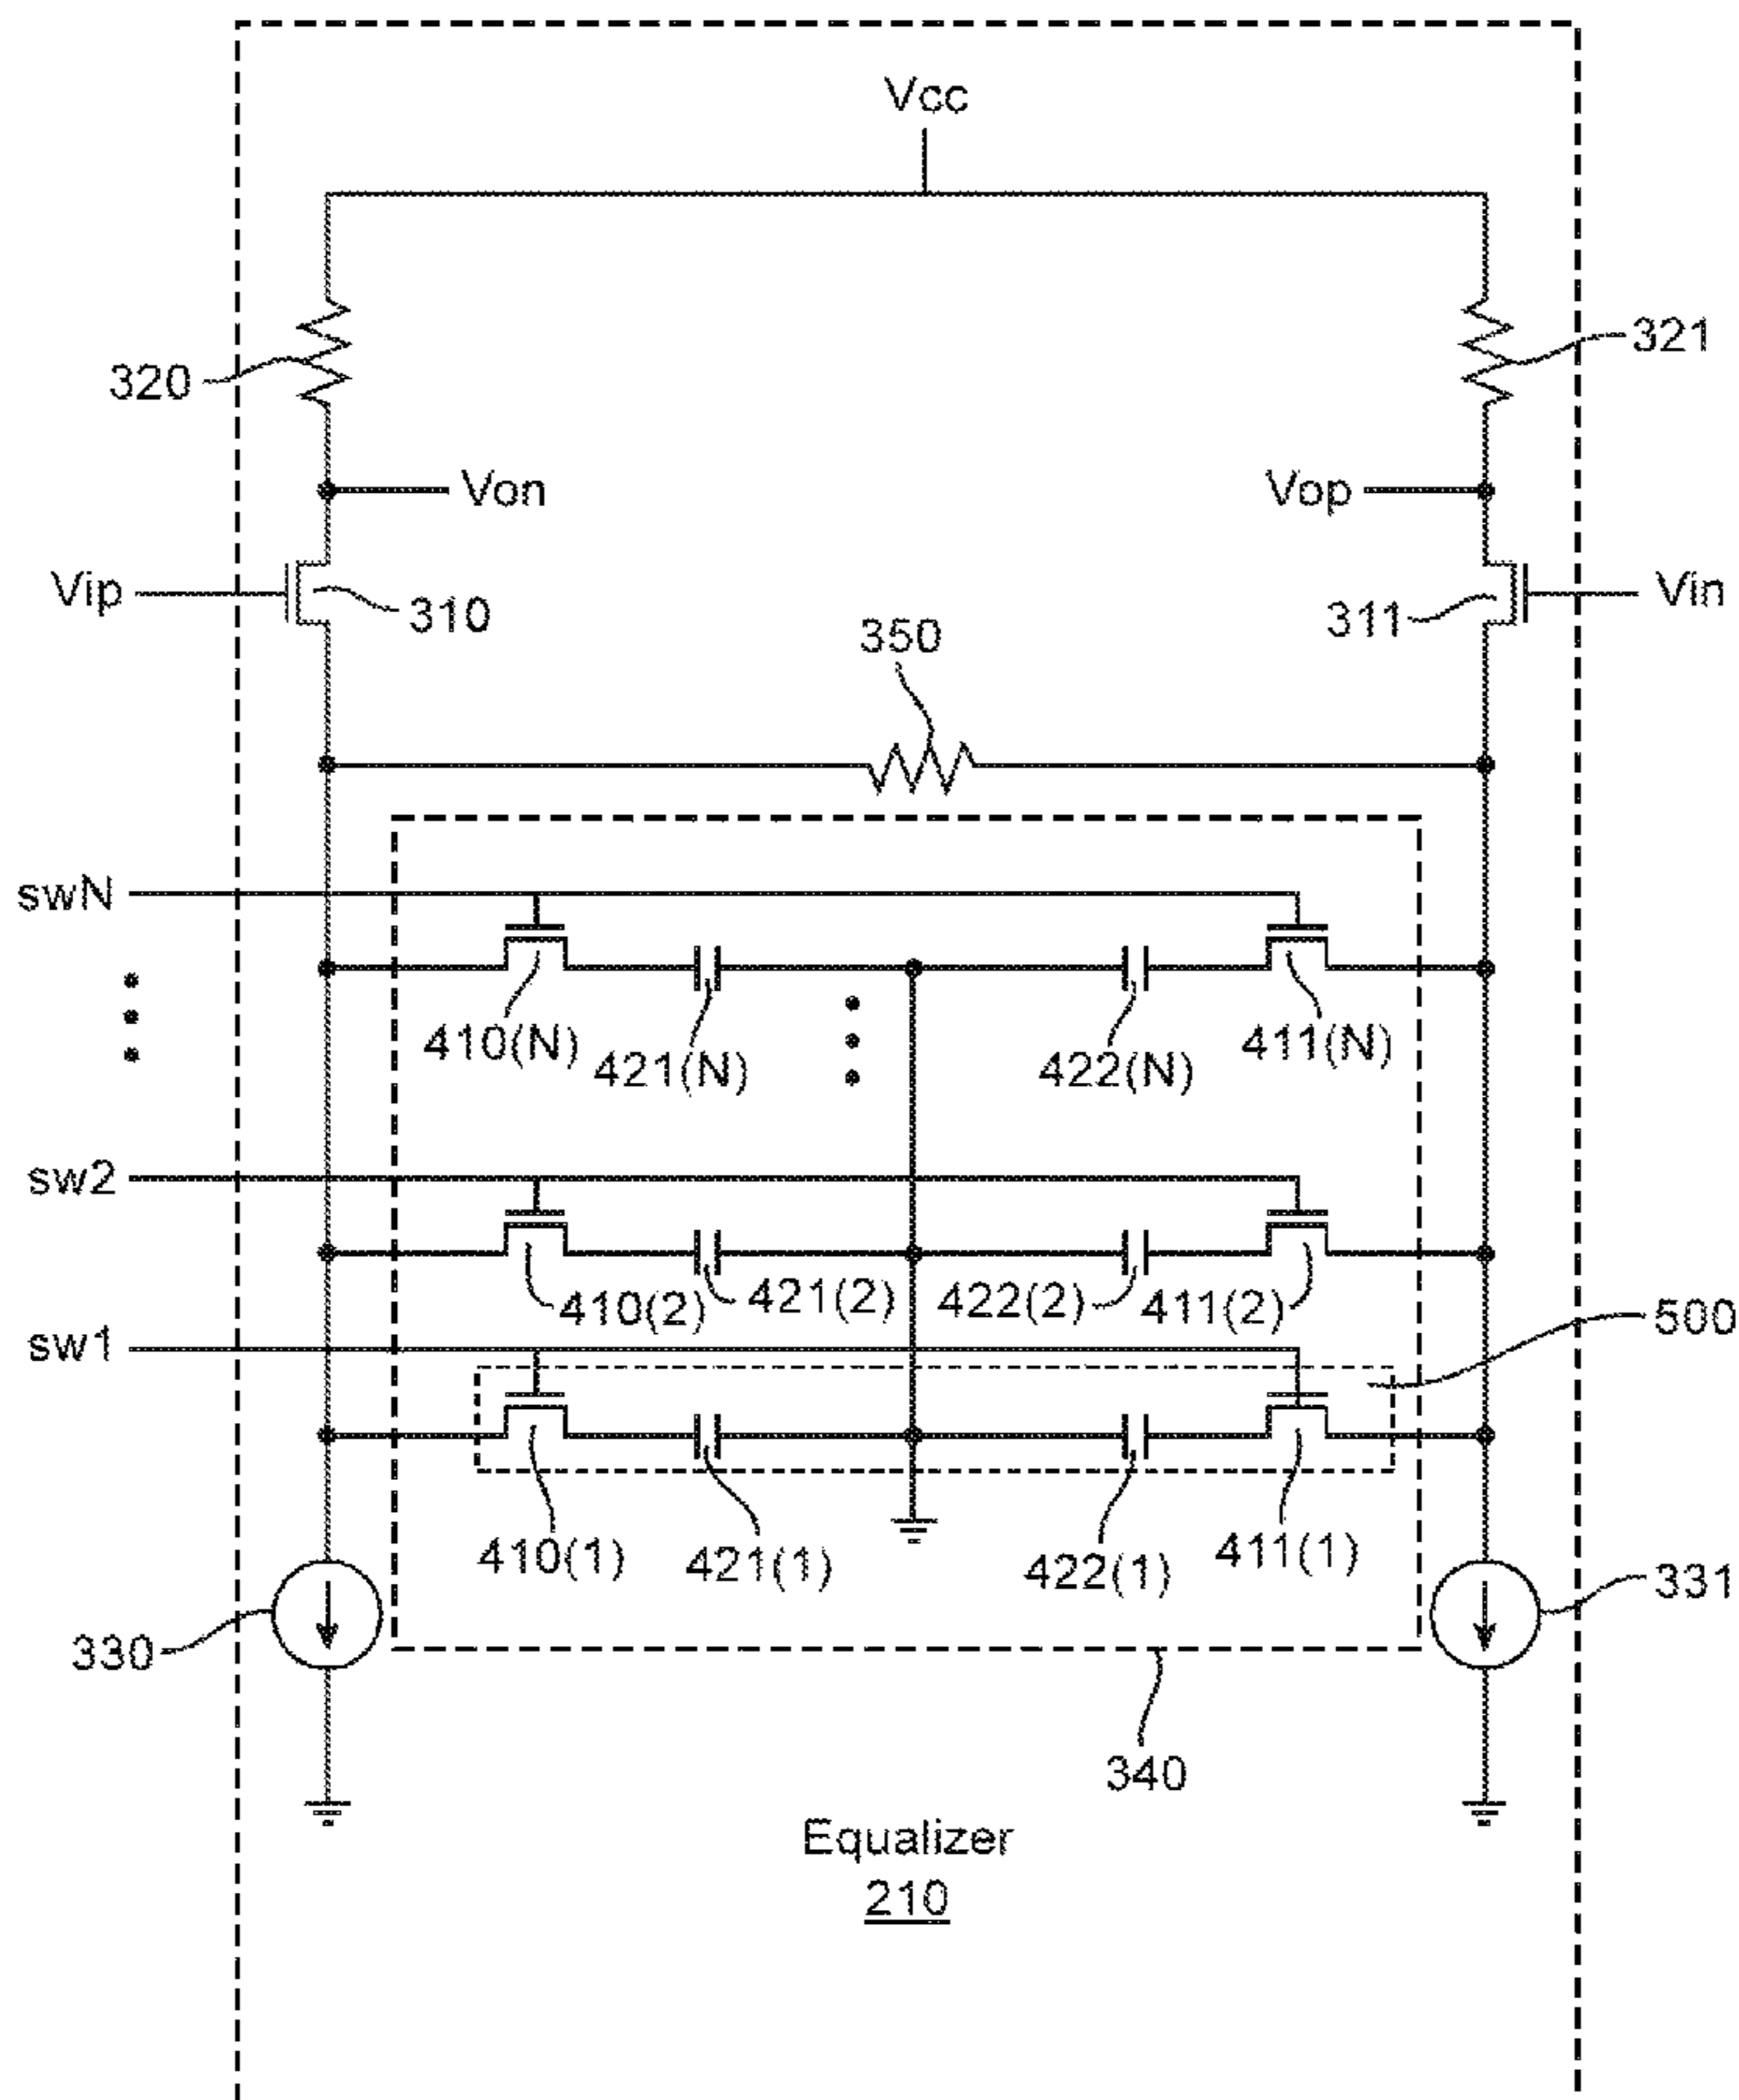 Vcc
320
321
Von
Vop
Vip
310
311
Vin
350
swN
410(N)
421(N)
422(N)
411(N)
sw2
410(2)
421(2)
422(2)
411(2)
500
sw1
410(1)
421(1)
422(1)
411(1)
330
331
340
Equalizer
210